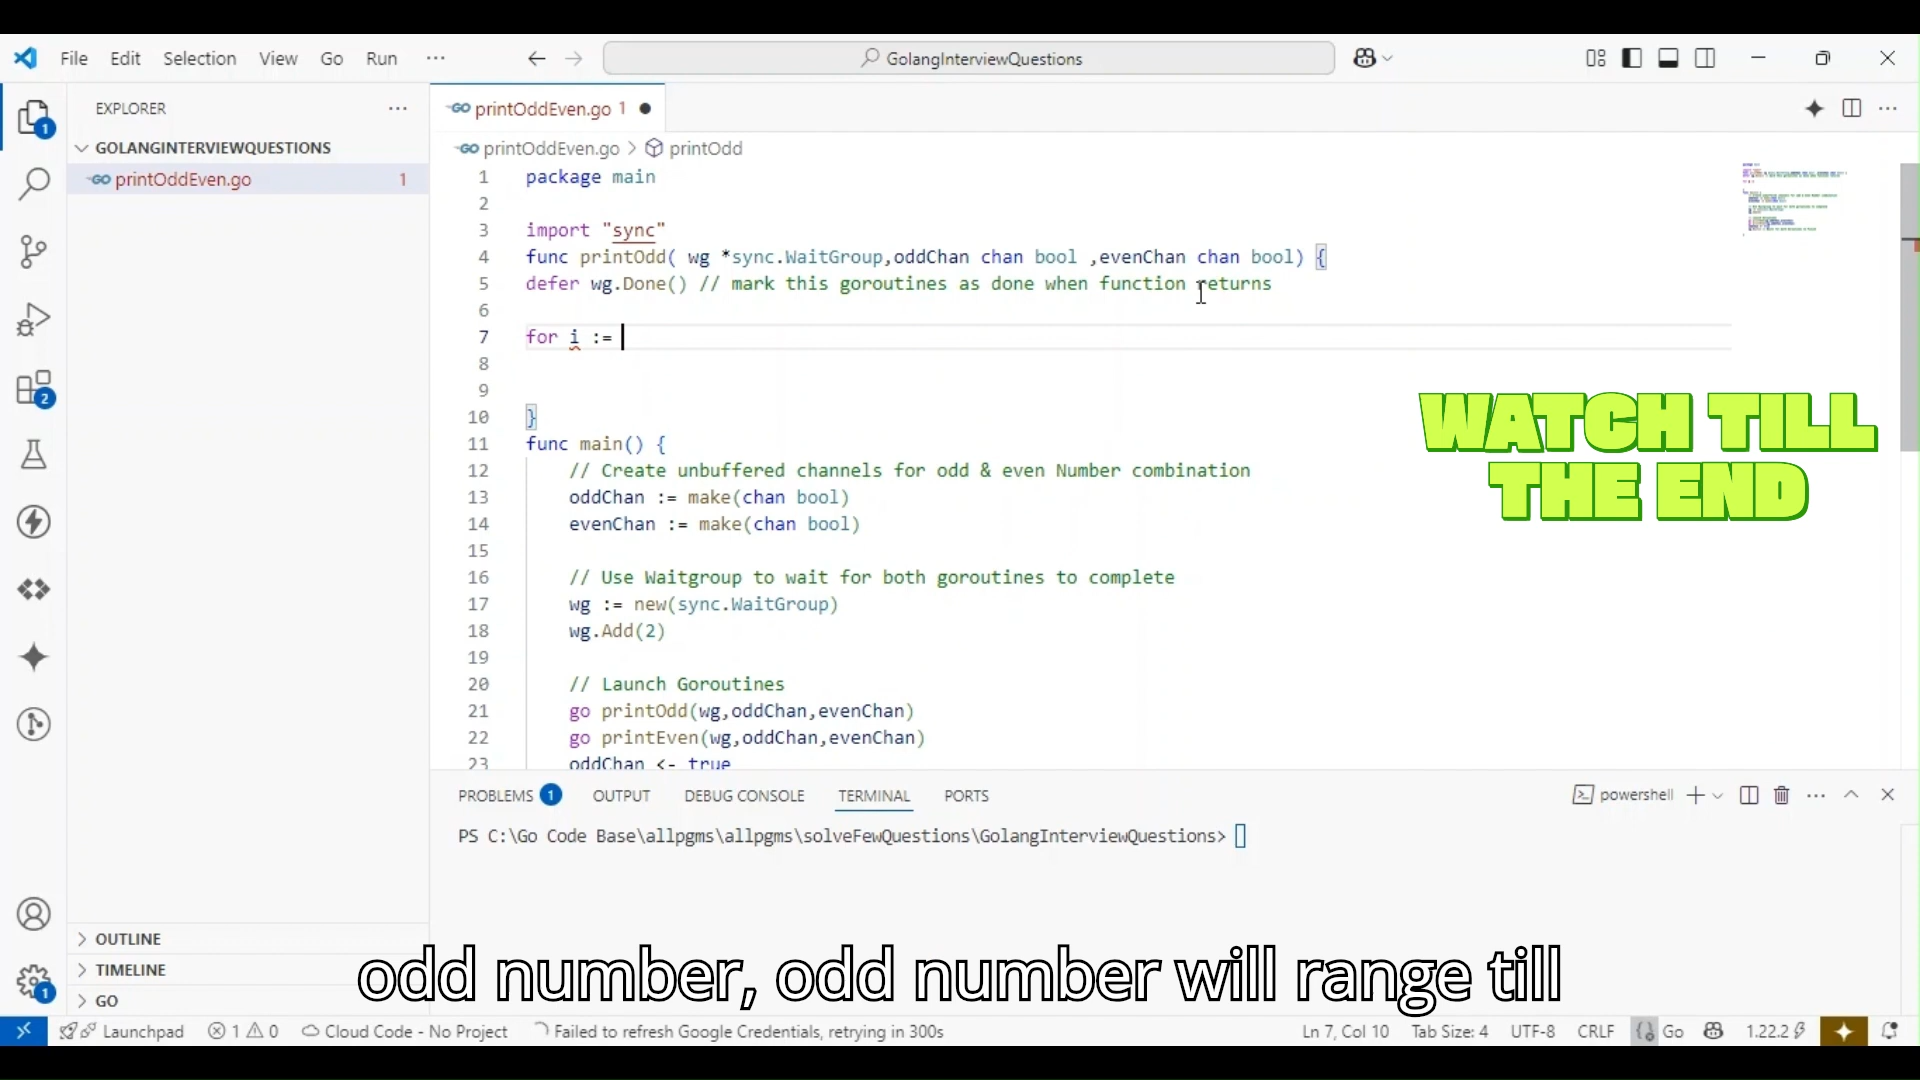 File Edit Selection View Go Run ···
GolangInterviewQuestions
EXPLORER
GOLANGINTERVIEWQUESTIONS
printOddEven.go 1
printOddEven.go 1
printOddEven.go > printOdd
1 package main
2
3 import "sync"
4 func printOdd( wg *sync.WaitGroup,oddChan chan bool ,evenChan chan bool) {
5 defer wg.Done() // mark this goroutines as done when function returns
6
7 for i :=
8
9
10 }
11 func main() {
12 // Create unbuffered channels for odd & even Number combination
13 oddChan := make(chan bool)
14 evenChan := make(chan bool)
15
16 // Use Waitgroup to wait for both goroutines to complete
17 wg := new(sync.WaitGroup)
18 wg.Add(2)
19
20 // Launch Goroutines
21 go printOdd(wg,oddChan,evenChan)
22 go printEven(wg,oddChan,evenChan)
23 oddChan <- true
WATCH TILL
THE END
1
2
1
PROBLEMS 1 OUTPUT DEBUG CONSOLE TERMINAL PORTS
powershell
PS C:\Go Code Base\allpgms\allpgms\solveFewQuestions\GolangInterviewQuestions>
OUTLINE
TIMELINE
GO
odd number, odd number will range till
Launchpad 1 0 Cloud Code - No Project Failed to refresh Google Credentials, retrying in 300s Ln 7, Col 10 Tab Size: 4 UTF-8 CRLF Go 1.22.2